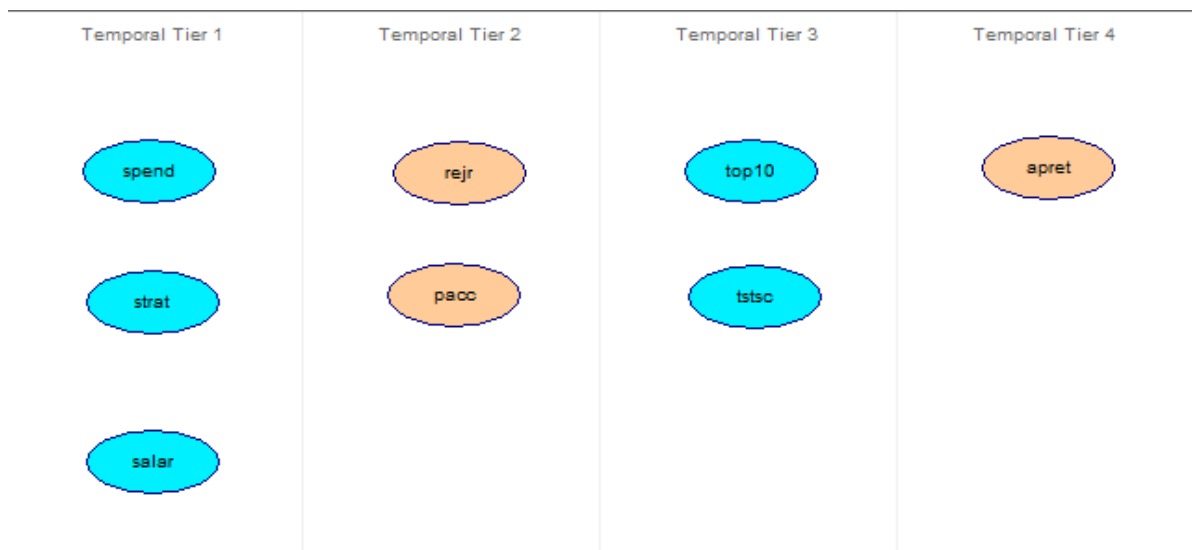 Temporal Tier 1
Temporal Tier 2
Temporal Tier 3
Temporal Tier 4
spend
rejr
top10
apret
strat
pacc
tstsc
salar